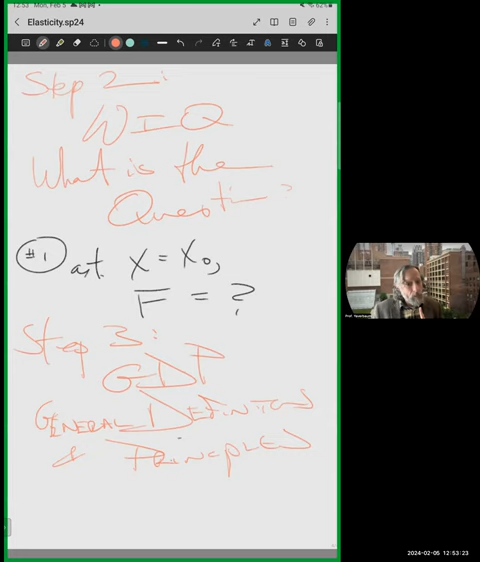 12:53 Mon, Feb 5
62%
Elasticity.sp24
Step 2:
WIQ
What is the
Question?
#1 at X = X₀,
F = ?
Step 3:
GDP
GENERAL DEFINITIONS
& PRINCIPLES
2024-02-05 12:53:23